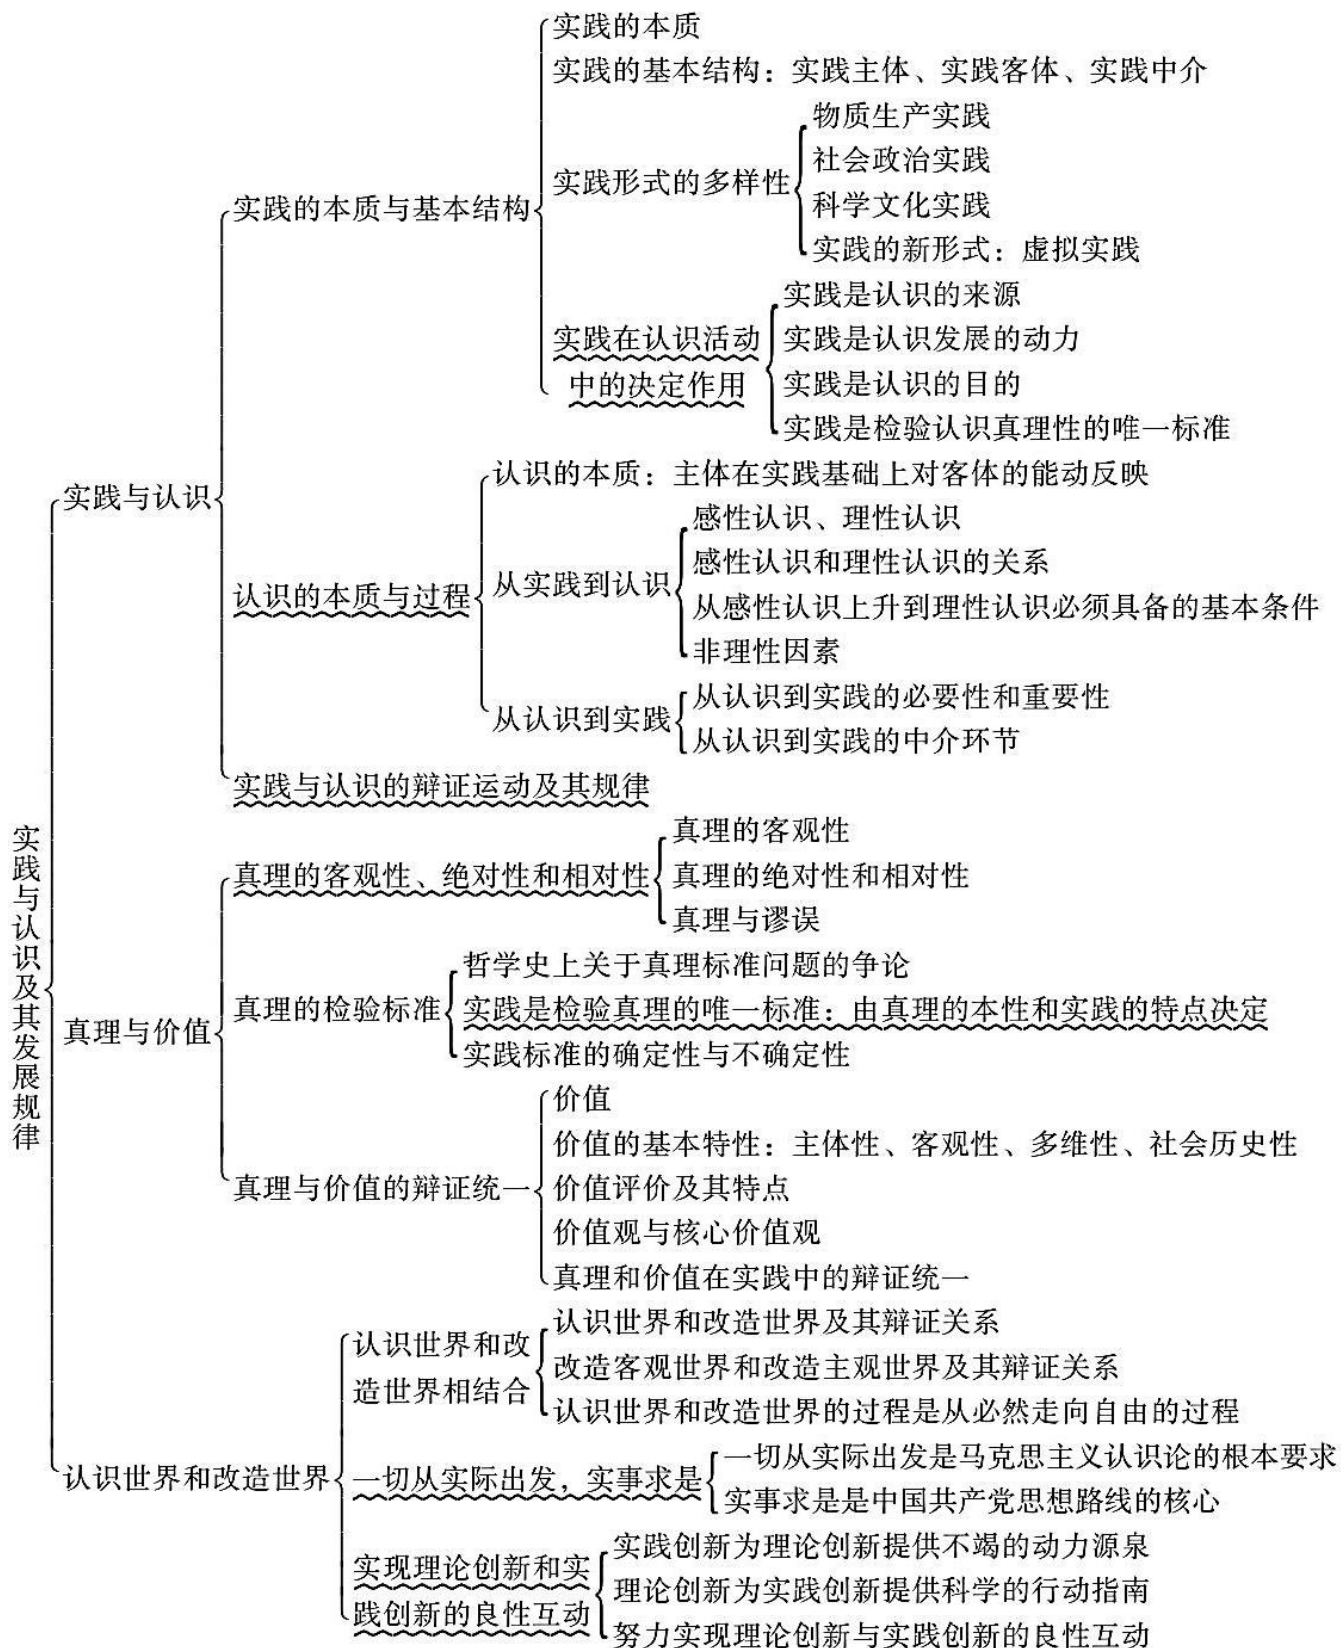 实践与认识及其发展规律
实践与认识
实践的本质与基本结构
实践的本质
实践的基本结构：实践主体、实践客体、实践中介
实践形式的多样性
物质生产实践
社会政治实践
科学文化实践
实践的新形式：虚拟实践
实践在认识活动
中的决定作用
实践是认识的来源
实践是认识发展的动力
实践是认识的目的
实践是检验认识真理性的唯一标准
认识的本质与过程
认识的本质：主体在实践基础上对客体的能动反映
从实践到认识
感性认识、理性认识
感性认识和理性认识的关系
从感性认识上升到理性认识必须具备的基本条件
非理性因素
从认识到实践
从认识到实践的必要性和重要性
从认识到实践的中介环节
实践与认识的辩证运动及其规律
真理与价值
真理的客观性、绝对性和相对性
真理的客观性
真理的绝对性和相对性
真理与谬误
真理的检验标准
哲学史上关于真理标准问题的争论
实践是检验真理的唯一标准：由真理的本性和实践的特点决定
实践标准的确定性与不确定性
真理与价值的辩证统一
价值
价值的基本特性：主体性、客观性、多维性、社会历史性
价值评价及其特点
价值观与核心价值观
真理和价值在实践中的辩证统一
认识世界和改造世界
认识世界和改
造世界相结合
认识世界和改造世界及其辩证关系
改造客观世界和改造主观世界及其辩证关系
认识世界和改造世界的过程是从必然走向自由的过程
一切从实际出发，实事求是
一切从实际出发是马克思主义认识论的根本要求
实事求是是中国共产党思想路线的核心
实现理论创新和实
践创新的良性互动
实践创新为理论创新提供不竭的动力源泉
理论创新为实践创新提供科学的行动指南
努力实现理论创新与实践创新的良性互动